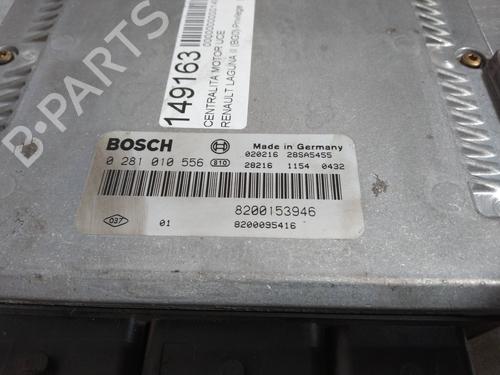 B-PARTS
149163
CENTRALITA MOTOR UCE
RENAULT LAGUNA II (BG0) Privilege
BOSCH
Made in Germany
0 281 010 556 810
020216 28SA5455
28216 1154 0432
8200153946
037
01
8200095416